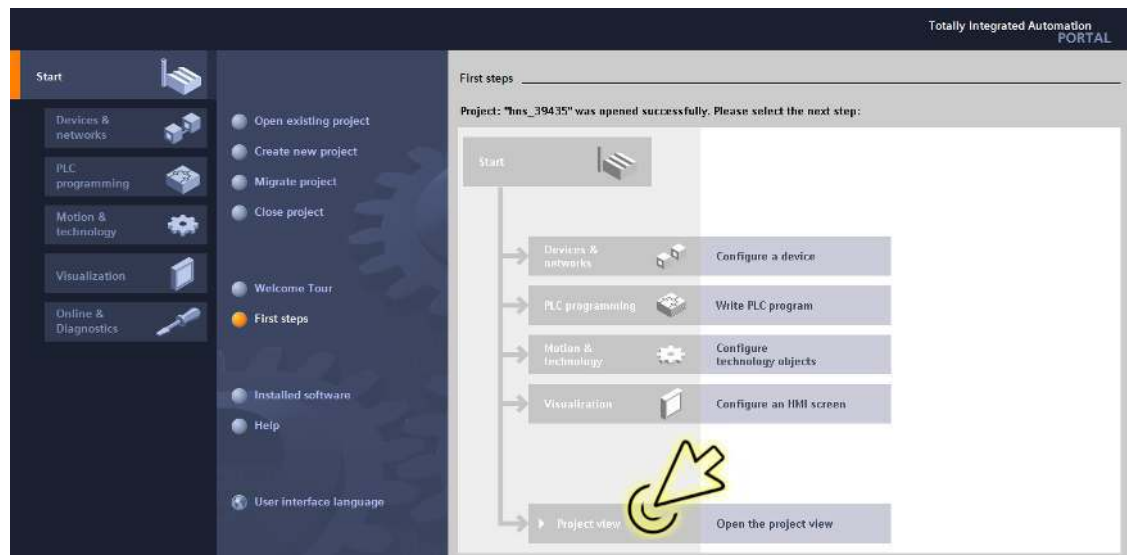 Totally Integrated Automation
PORTAL
Start
Devices &
networks
PLC
programming
Motion &
technology
Visualization
Online &
Diagnostics
Open existing project
Create new project
Migrate project
Close project
Welcome Tour
First steps
Installed software
Help
User interface language
First steps
Project: "hns_39435" was opened successfully. Please select the next step:
Start
Devices &
networks
Configure a device
PLC programming
Write PLC program
Motion &
technology
Configure
technology objects
Visualization
Configure an HMI screen
Project view
Open the project view